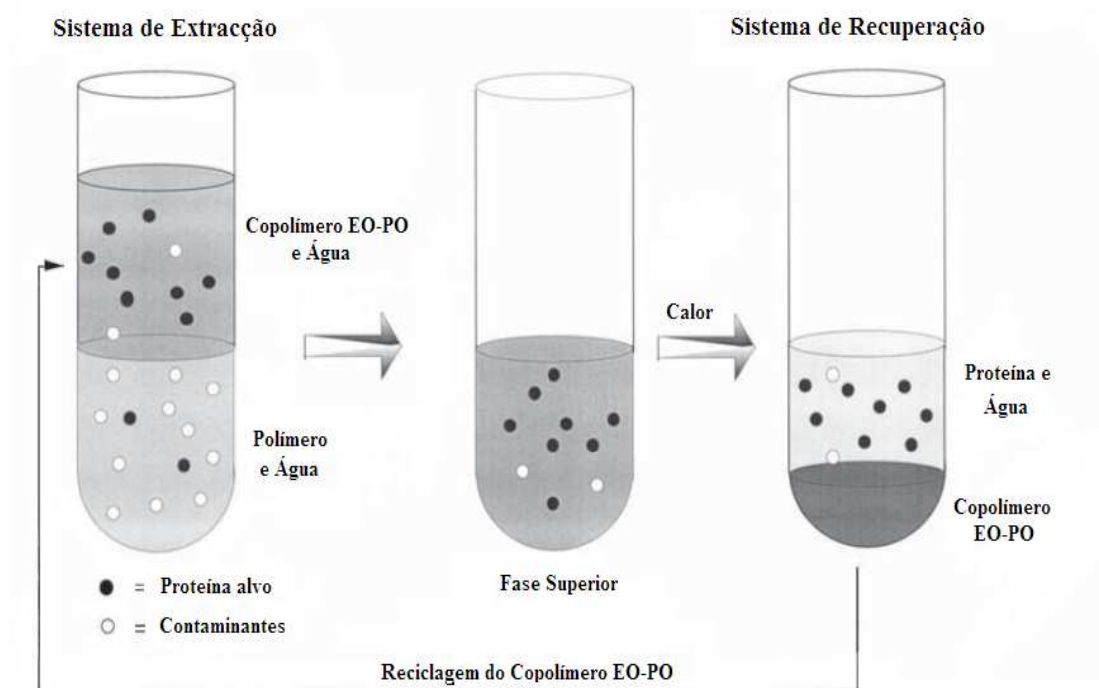 Sistema de Extracção
Sistema de Recuperação
Copolímero EO-PO
e Água
Polímero
e Água
Calor
Proteína e
Água
Copolímero
EO-PO
Fase Superior
= Proteína alvo
= Contaminantes
Reciclagem do Copolímero EO-PO